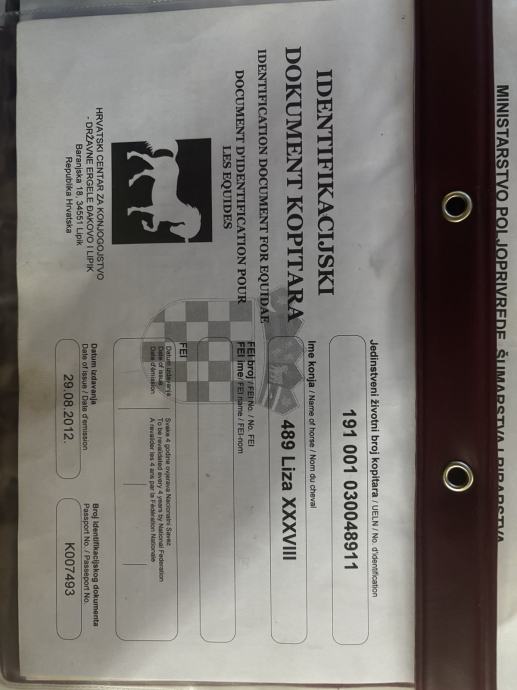 MINISTARSTVO POLJOPRIVREDE, ŠUMARSTVA I RIBARSTVA
IDENTIFIKACIJSKI
DOKUMENT KOPITARA
IDENTIFICATION DOCUMENT FOR EQUIDAE
DOCUMENT D'IDENTIFICATION POUR
LES EQUIDES
HRVATSKI CENTAR ZA KONJOGOJSTVO
- DRŽAVNE ERGELE ĐAKOVO I LIPIK
Baranjska 18, 34551 Lipik
Republika Hrvatska
Jedinstveni životni broj kopitara / UELN / No. d'identification
191 001 030048911
Ime konja / Name of horse / Nom du cheval
489 Liza XXXVIII
FEI broj / FEI No. / No. FEI
FEI ime / FEI name / FEI-nom
FEI
Datum izdavanja
Date of issue
Date d'emission
Svake 4 godine ovjerava Nacionalni Savez
To be revalidated every 4 years by National Federation
A revalider les 4 ans par la Fédération Nationale
Datum izdavanja
Date of issue / Date d'emission
29.08.2012.
Broj identifikacijskog dokumenta
Passport No. / Passeport No.
K007493